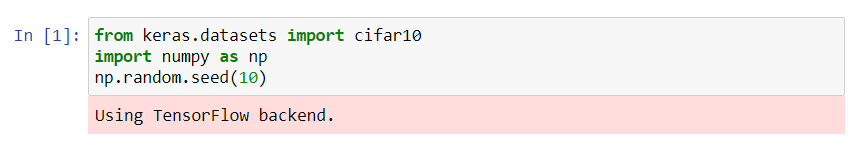 In [1]: from keras.datasets import cifar10
import numpy as np
np.random.seed(10)
Using TensorFlow backend.